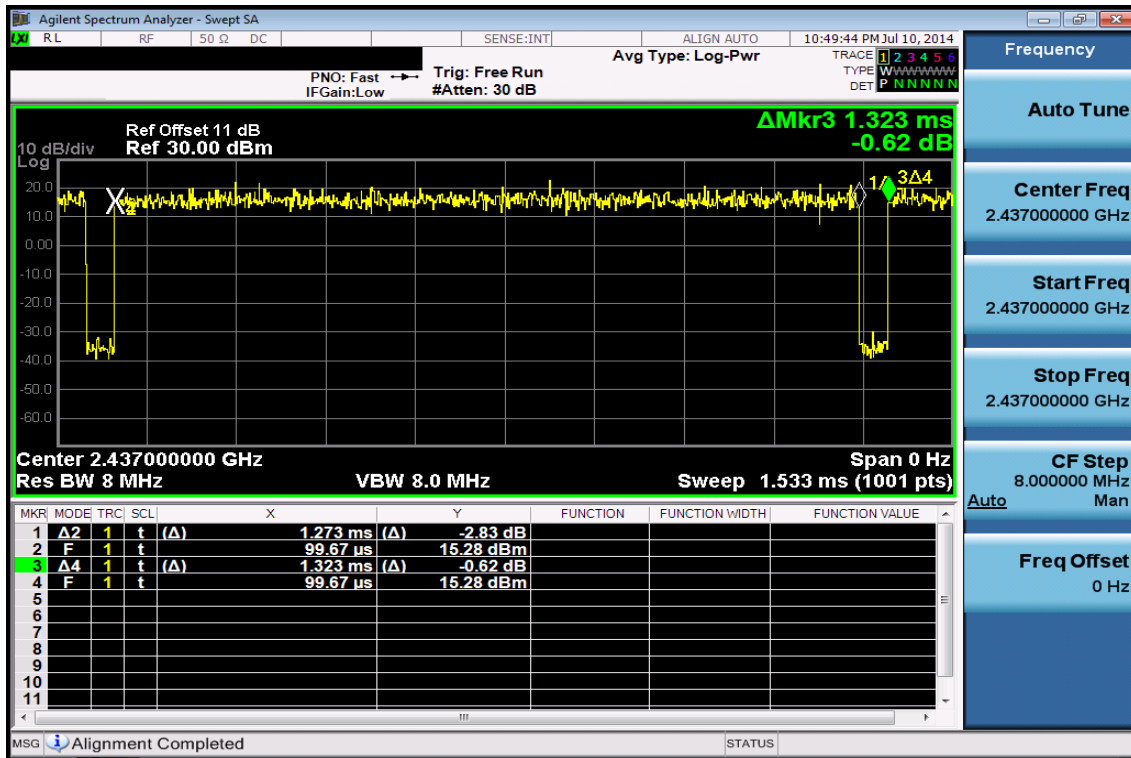 Agilent Spectrum Analyzer - Swept SA
LXI RL RF 50 Ω DC SENSE:INT ALIGN AUTO 10:49:44 PM Jul 10, 2014
Avg Type: Log-Pwr TRACE 1 2 3 4 5 6
PNO: Fast Trig: Free Run TYPE WWWWWW
IFGain:Low #Atten: 30 dB DET P N N N N N
ΔMkr3 1.323 ms
-0.62 dB
Ref Offset 11 dB
10 dB/div Ref 30.00 dBm
Log
20.0
10.0
0.00
-10.0
-20.0
-30.0
-40.0
-50.0
-60.0
3Δ4
Center 2.437000000 GHz Span 0 Hz
Res BW 8 MHz VBW 8.0 MHz Sweep 1.533 ms (1001 pts)
MKR MODE TRC SCL X Y FUNCTION FUNCTION WIDTH FUNCTION VALUE
1 Δ2 1 t (Δ) 1.273 ms (Δ) -2.83 dB
2 F 1 t 99.67 µs 15.28 dBm
3 Δ4 1 t (Δ) 1.323 ms (Δ) -0.62 dB
4 F 1 t 99.67 µs 15.28 dBm
5
6
7
8
9
10
11
MSG Alignment Completed STATUS
Frequency
Auto Tune
Center Freq
2.437000000 GHz
Start Freq
2.437000000 GHz
Stop Freq
2.437000000 GHz
CF Step
8.000000 MHz
Auto Man
Freq Offset
0 Hz